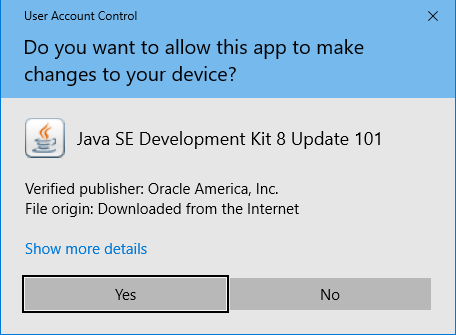 User Account Control
Do you want to allow this app to make
changes to your device?
Java SE Development Kit 8 Update 101
Verified publisher: Oracle America, Inc.
File origin: Downloaded from the Internet
Show more details
Yes
No